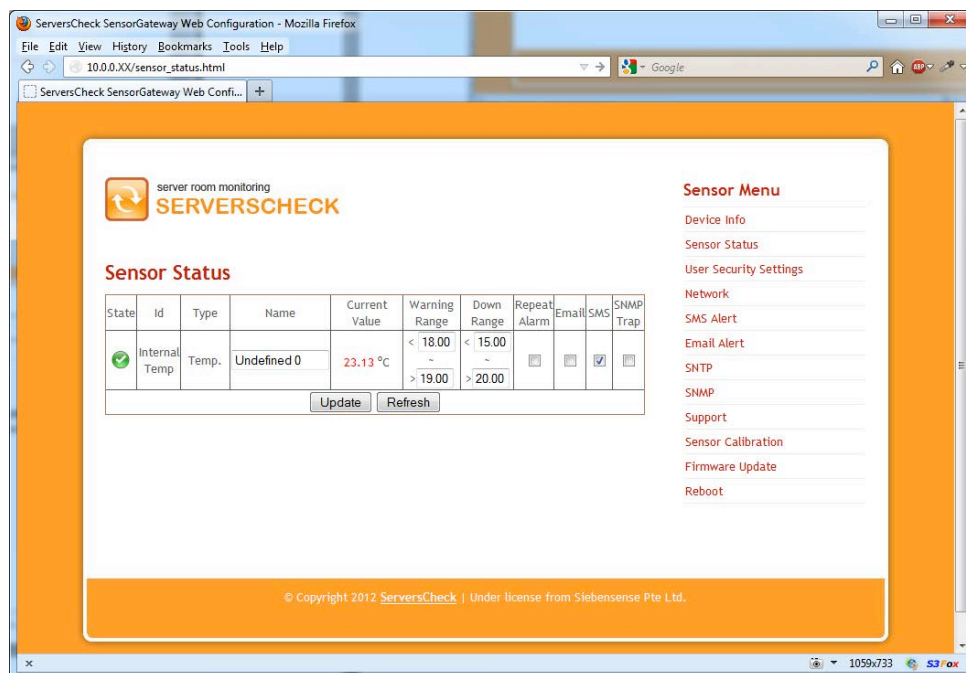 ServersCheck SensorGateway Web Configuration - Mozilla Firefox
File Edit View History Bookmarks Tools Help
10.0.0.XX/sensor_status.html
Google
ABP
ServersCheck SensorGateway Web Confi...
server room monitoring
SERVERSCHECK
Sensor Status
State Id Type Name Current Value Warning Range Down Range Repeat Alarm Email SMS SNMP Trap
Internal Temp Temp. Undefined 0 23.13 °C < 18.00 ~ > 19.00 < 15.00 ~ > 20.00
Update Refresh
Sensor Menu
Device Info
Sensor Status
User Security Settings
Network
SMS Alert
Email Alert
SNTP
SNMP
Support
Sensor Calibration
Firmware Update
Reboot
© Copyright 2012 ServersCheck | Under license from Siebensense Pte Ltd.
x 1059x733 S3Fox